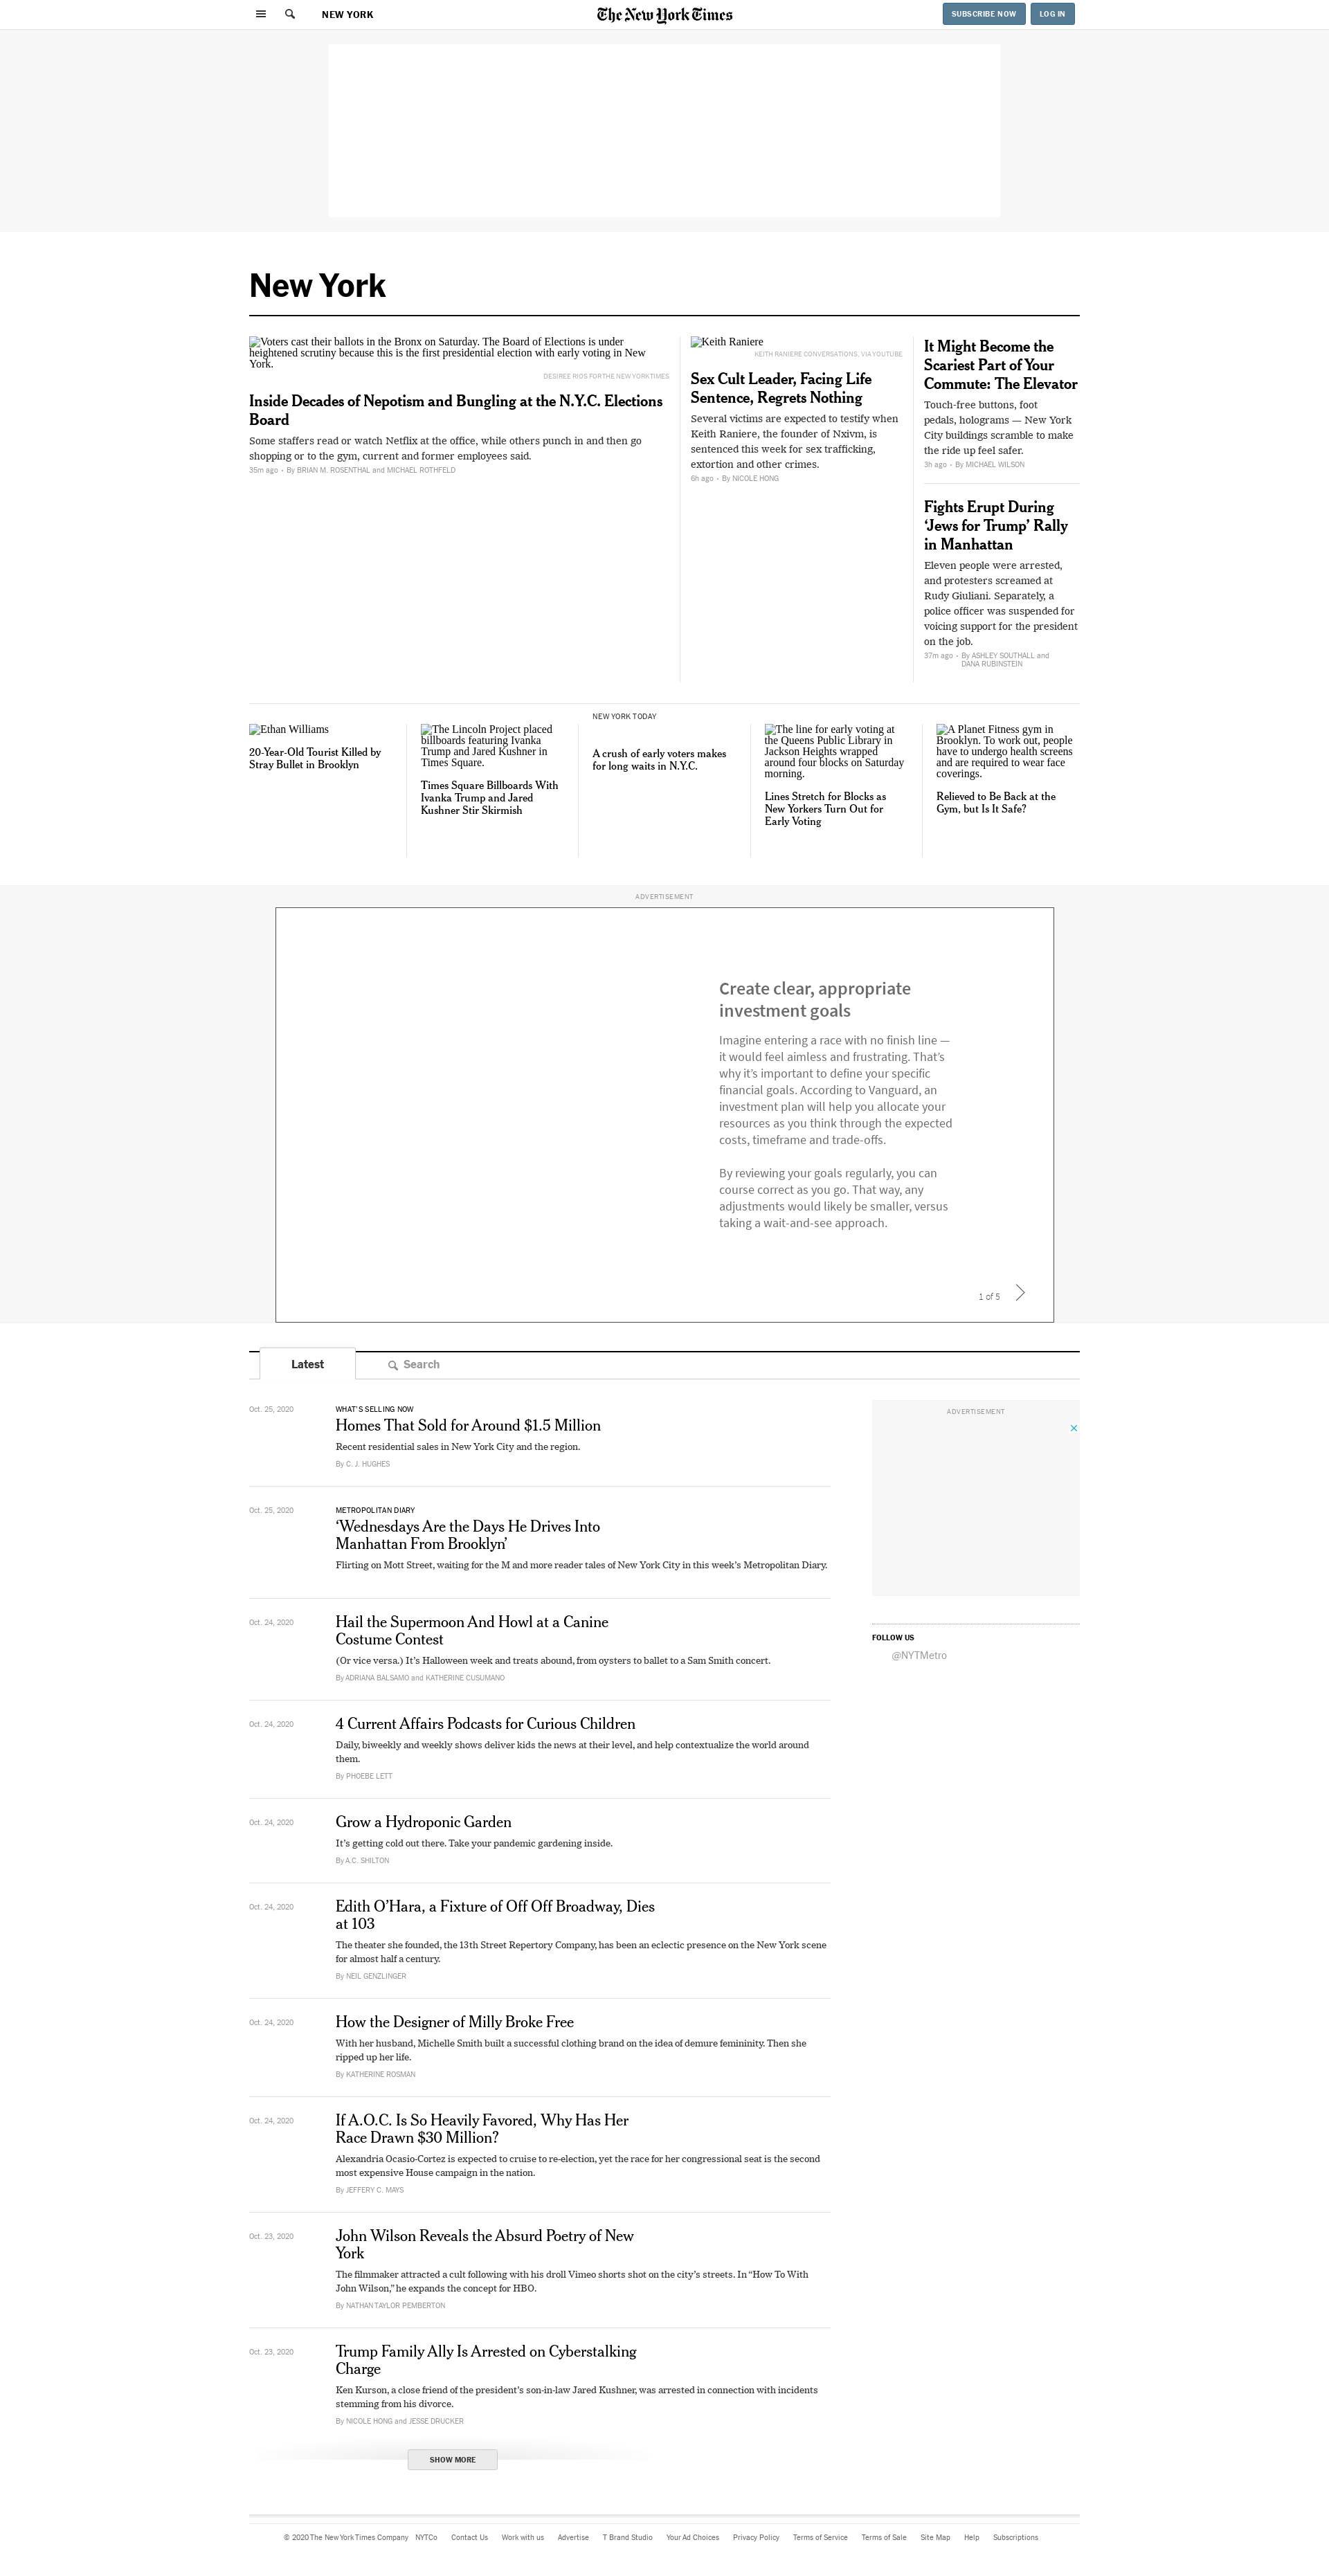 NEW YORK
The New York Times
SUBSCRIBE NOW
LOG IN
New York
Voters cast their ballots in the Bronx on Saturday. The Board of Elections is under
heightened scrutiny because this is the first presidential election with early voting in New
York.
DESIREE RIOS FOR THE NEW YORK TIMES
Inside Decades of Nepotism and Bungling at the N.Y.C. Elections
Board
Some staffers read or watch Netflix at the office, while others punch in and then go
shopping or to the gym, current and former employees said.
35m ago • By BRIAN M. ROSENTHAL and MICHAEL ROTHFELD
Keith Raniere
KEITH RANIERE CONVERSATIONS, VIA YOUTUBE
Sex Cult Leader, Facing Life
Sentence, Regrets Nothing
Several victims are expected to testify when
Keith Raniere, the founder of Nxivm, is
sentenced this week for sex trafficking,
extortion and other crimes.
6h ago • By NICOLE HONG
It Might Become the
Scariest Part of Your
Commute: The Elevator
Touch-free buttons, foot
pedals, holograms — New York
City buildings scramble to make
the ride up feel safer.
3h ago • By MICHAEL WILSON
Fights Erupt During
‘Jews for Trump’ Rally
in Manhattan
Eleven people were arrested,
and protesters screamed at
Rudy Giuliani. Separately, a
police officer was suspended for
voicing support for the president
on the job.
37m ago • By ASHLEY SOUTHALL and
DANA RUBINSTEIN
Ethan Williams
20-Year-Old Tourist Killed by
Stray Bullet in Brooklyn
The Lincoln Project placed
billboards featuring Ivanka
Trump and Jared Kushner in
Times Square.
Times Square Billboards With
Ivanka Trump and Jared
Kushner Stir Skirmish
NEW YORK TODAY
A crush of early voters makes
for long waits in N.Y.C.
The line for early voting at
the Queens Public Library in
Jackson Heights wrapped
around four blocks on Saturday
morning.
Lines Stretch for Blocks as
New Yorkers Turn Out for
Early Voting
A Planet Fitness gym in
Brooklyn. To work out, people
have to undergo health screens
and are required to wear face
coverings.
Relieved to Be Back at the
Gym, but Is It Safe?
ADVERTISEMENT
Create clear, appropriate
investment goals
Imagine entering a race with no finish line —
it would feel aimless and frustrating. That’s
why it’s important to define your specific
financial goals. According to Vanguard, an
investment plan will help you allocate your
resources as you think through the expected
costs, timeframe and trade-offs.
By reviewing your goals regularly, you can
course correct as you go. That way, any
adjustments would likely be smaller, versus
taking a wait-and-see approach.
1 of 5
Latest
Search
Oct. 25, 2020
WHAT'S SELLING NOW
Homes That Sold for Around $1.5 Million
Recent residential sales in New York City and the region.
By C. J. HUGHES
Oct. 25, 2020
METROPOLITAN DIARY
‘Wednesdays Are the Days He Drives Into
Manhattan From Brooklyn’
Flirting on Mott Street, waiting for the M and more reader tales of New York City in this week’s Metropolitan Diary.
Oct. 24, 2020
Hail the Supermoon And Howl at a Canine
Costume Contest
(Or vice versa.) It’s Halloween week and treats abound, from oysters to ballet to a Sam Smith concert.
By ADRIANA BALSAMO and KATHERINE CUSUMANO
Oct. 24, 2020
4 Current Affairs Podcasts for Curious Children
Daily, biweekly and weekly shows deliver kids the news at their level, and help contextualize the world around
them.
By PHOEBE LETT
Oct. 24, 2020
Grow a Hydroponic Garden
It’s getting cold out there. Take your pandemic gardening inside.
By A.C. SHILTON
Oct. 24, 2020
Edith O’Hara, a Fixture of Off Off Broadway, Dies
at 103
The theater she founded, the 13th Street Repertory Company, has been an eclectic presence on the New York scene
for almost half a century.
By NEIL GENZLINGER
Oct. 24, 2020
How the Designer of Milly Broke Free
With her husband, Michelle Smith built a successful clothing brand on the idea of demure femininity. Then she
ripped up her life.
By KATHERINE ROSMAN
Oct. 24, 2020
If A.O.C. Is So Heavily Favored, Why Has Her
Race Drawn $30 Million?
Alexandria Ocasio-Cortez is expected to cruise to re-election, yet the race for her congressional seat is the second
most expensive House campaign in the nation.
By JEFFERY C. MAYS
Oct. 23, 2020
John Wilson Reveals the Absurd Poetry of New
York
The filmmaker attracted a cult following with his droll Vimeo shorts shot on the city’s streets. In “How To With
John Wilson,” he expands the concept for HBO.
By NATHAN TAYLOR PEMBERTON
Oct. 23, 2020
Trump Family Ally Is Arrested on Cyberstalking
Charge
Ken Kurson, a close friend of the president’s son-in-law Jared Kushner, was arrested in connection with incidents
stemming from his divorce.
By NICOLE HONG and JESSE DRUCKER
SHOW MORE
ADVERTISEMENT
FOLLOW US
@NYTMetro
© 2020 The New York Times Company NYTCo Contact Us Work with us Advertise T Brand Studio Your Ad Choices Privacy Policy Terms of Service Terms of Sale Site Map Help Subscriptions